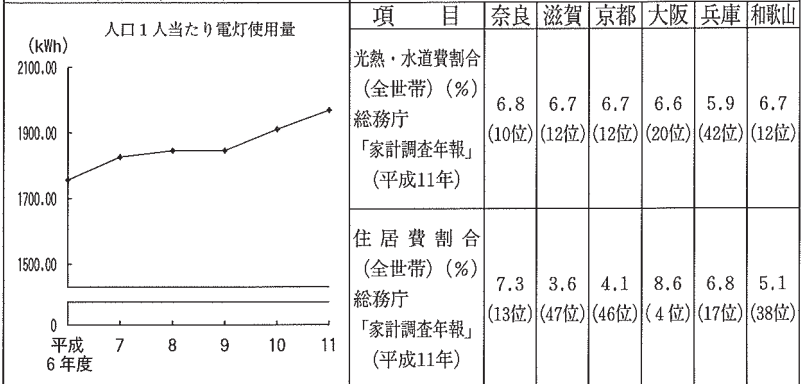 人口1人当たり電灯使用量
(kWh)
2100.00
1900.00
1700.00
1500.00
0
平成
6年度
7 8 9 10 11
項　目 奈良 滋賀 京都 大阪 兵庫 和歌山
光熱・水道費割合
(全世帯)(%)
総務庁
「家計調査年報」
(平成11年)
6.8 6.7 6.7 6.6 5.9 6.7
(10位) (12位) (12位) (20位) (42位) (12位)
住居費割合
(全世帯)(%)
総務庁
「家計調査年報」
(平成11年)
7.3 3.6 4.1 8.6 6.8 5.1
(13位) (47位) (46位) (4位) (17位) (38位)